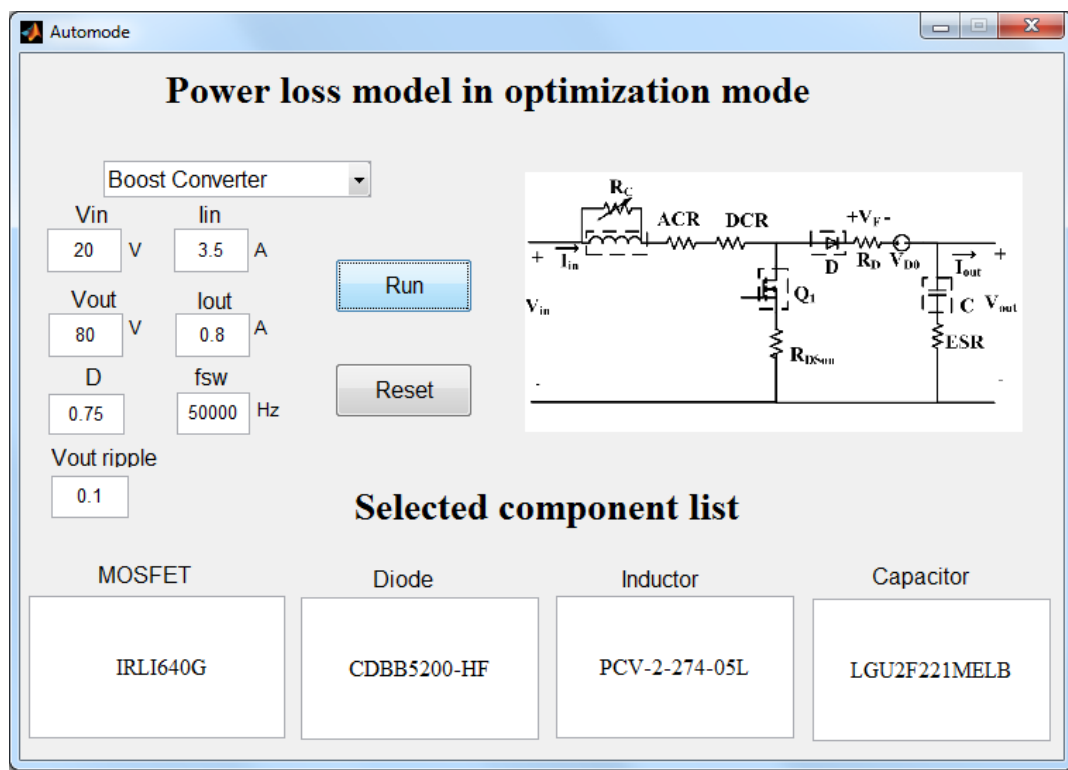 Automode
Power loss model in optimization mode
Boost Converter
Vin Iin
20 V 3.5 A
Vout Iout
80 V 0.8 A
D fsw
0.75 50000 Hz
Vout ripple
0.1
Run
Reset
RC
ACR DCR +VF-
+ Iin D RD VD0 Iout +
Vin Q1 C Vout
RDSon ESR
- -
Selected component list
MOSFET Diode Inductor Capacitor
IRLI640G CDBB5200-HF PCV-2-274-05L LGU2F221MELB